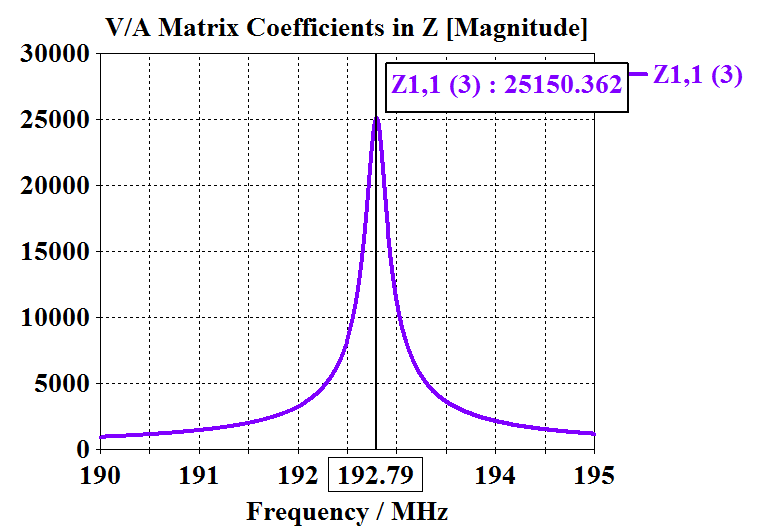 V/A Matrix Coefficients in Z [Magnitude]
30000
25000
20000
15000
10000
5000
0
Z1,1 (3) : 25150.362
Z1,1 (3)
190 191 192 192.79 194 195
Frequency / MHz